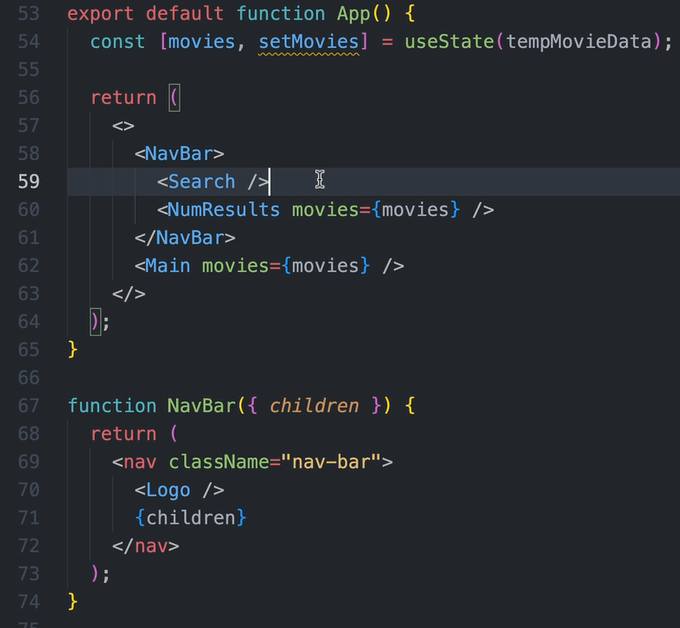 53 export default function App() {
54   const [movies, setMovies] = useState(tempMovieData);
55
56   return (
57     <>
58       <NavBar>
59         <Search />
60         <NumResults movies={movies} />
61       </NavBar>
62       <Main movies={movies} />
63     </>
64   );
65 }
66
67 function NavBar({ children }) {
68   return (
69     <nav className="nav-bar">
70       <Logo />
71       {children}
72     </nav>
73   );
74 }